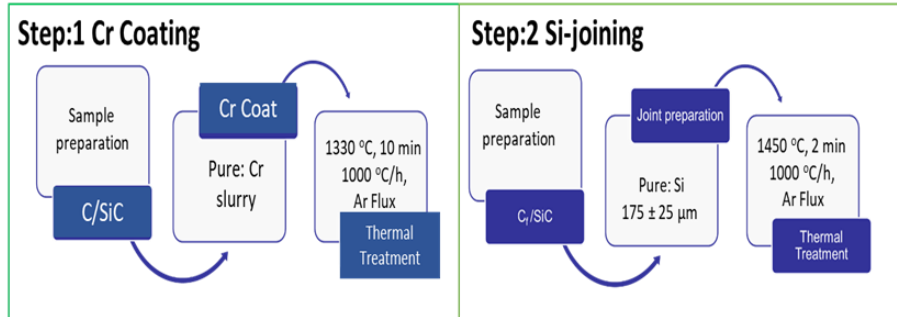 Step:1 Cr Coating
Sample
preparation
C/SiC
Cr Coat
Pure: Cr
slurry
1330 °C, 10 min
1000 °C/h,
Ar Flux
Thermal
Treatment
Step:2 Si-joining
Sample
preparation
Cf/SiC
Joint preparation
Pure: Si
175 ± 25 µm
1450 °C, 2 min
1000 °C/h,
Ar Flux
Thermal
Treatment